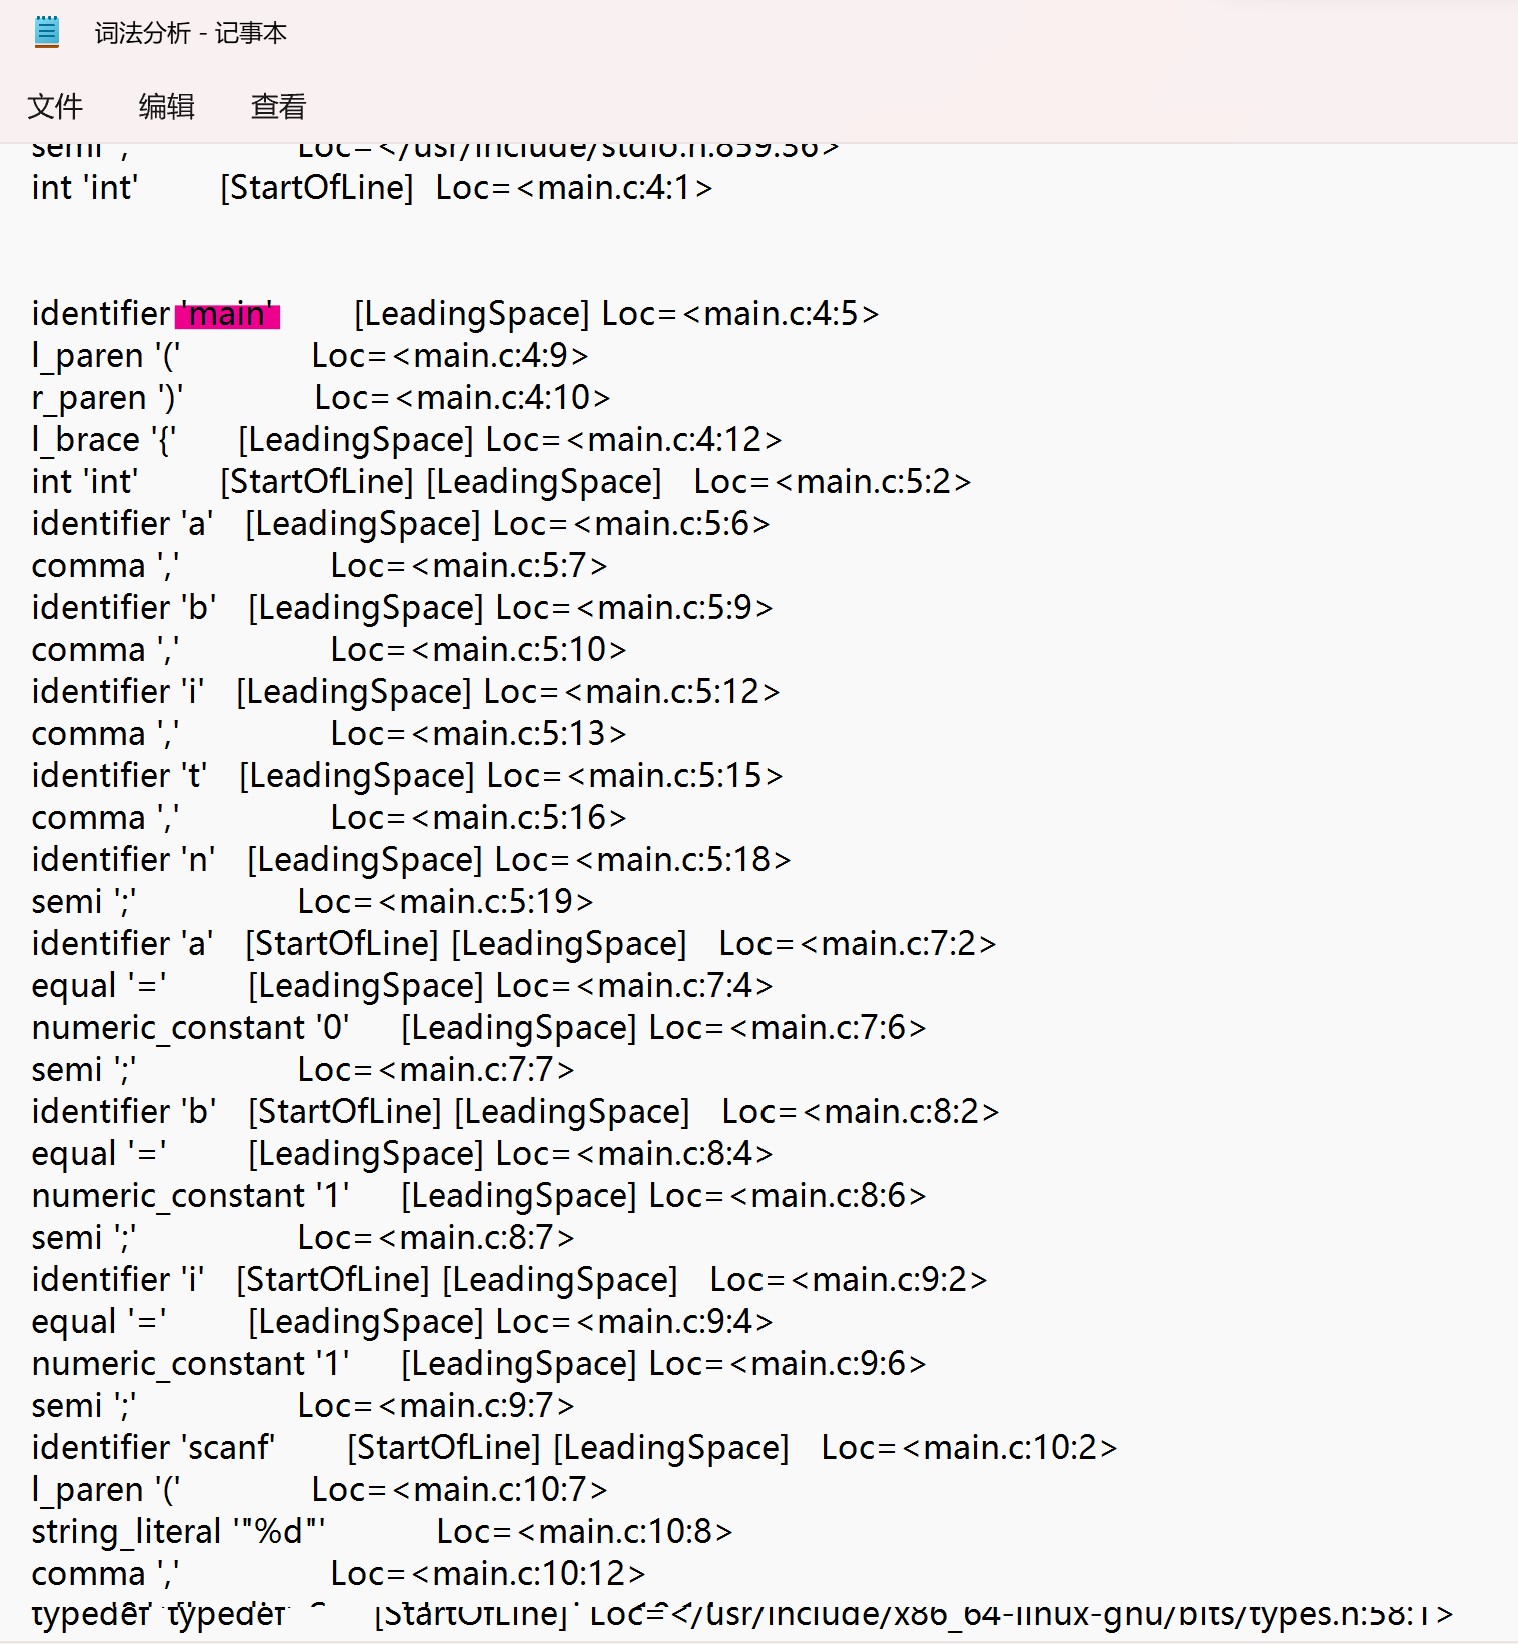 词法分析 - 记事本
文件 编辑 查看
semi ';' Loc=</usr/include/stdio.h:859:36>
int 'int' [StartOfLine] Loc=<main.c:4:1>
identifier 'main' [LeadingSpace] Loc=<main.c:4:5>
l_paren '(' Loc=<main.c:4:9>
r_paren ')' Loc=<main.c:4:10>
l_brace '{' [LeadingSpace] Loc=<main.c:4:12>
int 'int' [StartOfLine] [LeadingSpace] Loc=<main.c:5:2>
identifier 'a' [LeadingSpace] Loc=<main.c:5:6>
comma ',' Loc=<main.c:5:7>
identifier 'b' [LeadingSpace] Loc=<main.c:5:9>
comma ',' Loc=<main.c:5:10>
identifier 'i' [LeadingSpace] Loc=<main.c:5:12>
comma ',' Loc=<main.c:5:13>
identifier 't' [LeadingSpace] Loc=<main.c:5:15>
comma ',' Loc=<main.c:5:16>
identifier 'n' [LeadingSpace] Loc=<main.c:5:18>
semi ';' Loc=<main.c:5:19>
identifier 'a' [StartOfLine] [LeadingSpace] Loc=<main.c:7:2>
equal '=' [LeadingSpace] Loc=<main.c:7:4>
numeric_constant '0' [LeadingSpace] Loc=<main.c:7:6>
semi ';' Loc=<main.c:7:7>
identifier 'b' [StartOfLine] [LeadingSpace] Loc=<main.c:8:2>
equal '=' [LeadingSpace] Loc=<main.c:8:4>
numeric_constant '1' [LeadingSpace] Loc=<main.c:8:6>
semi ';' Loc=<main.c:8:7>
identifier 'i' [StartOfLine] [LeadingSpace] Loc=<main.c:9:2>
equal '=' [LeadingSpace] Loc=<main.c:9:4>
numeric_constant '1' [LeadingSpace] Loc=<main.c:9:6>
semi ';' Loc=<main.c:9:7>
identifier 'scanf' [StartOfLine] [LeadingSpace] Loc=<main.c:10:2>
l_paren '(' Loc=<main.c:10:7>
string_literal '"%d"' Loc=<main.c:10:8>
comma ',' Loc=<main.c:10:12>
typedef 'typedef' [StartOfLine] Loc=</usr/include/x86_64-linux-gnu/bits/types.h:58:1>